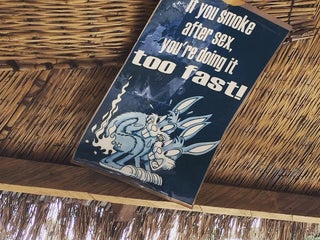 If you smoke
after sex,
you're doing it
too fast!